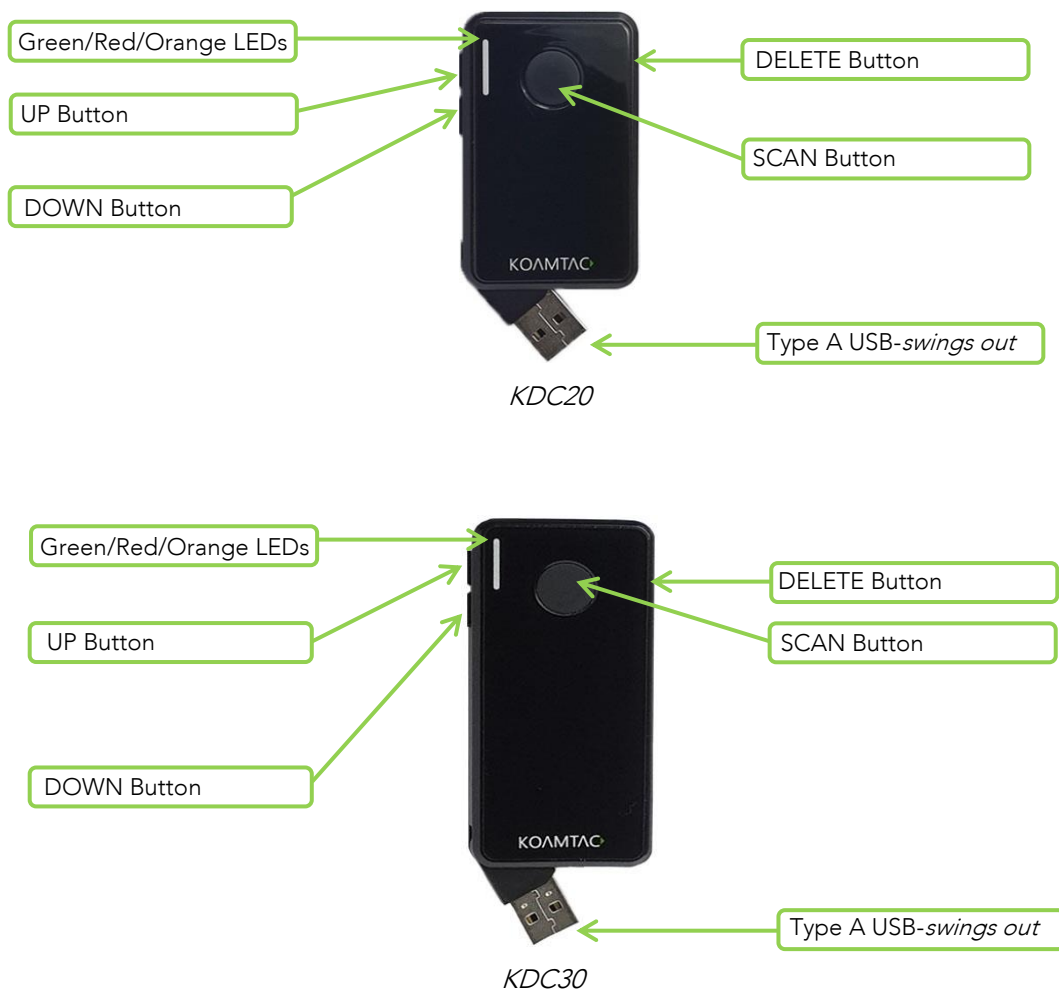 Green/Red/Orange LEDs
DELETE Button
UP Button
SCAN Button
DOWN Button
KOAMTAC
Type A USB-swings out
KDC20
Green/Red/Orange LEDs
DELETE Button
UP Button
SCAN Button
DOWN Button
KOAMTAC
Type A USB-swings out
KDC30